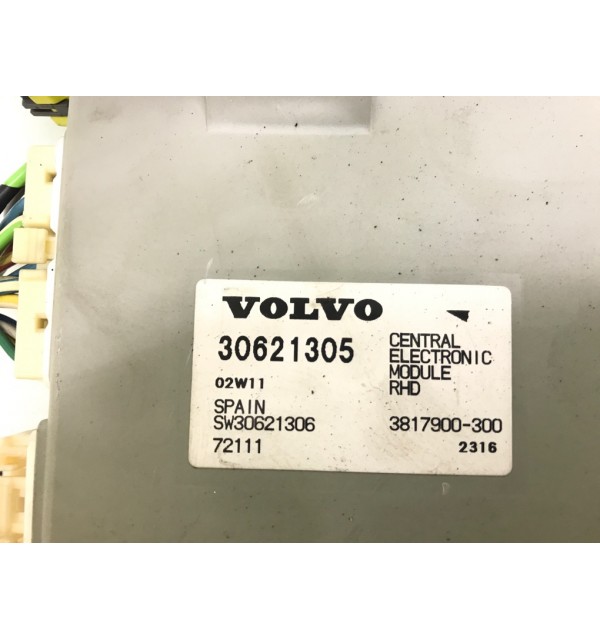 VOLVO
30621305
02W11
SPAIN
SW30621306
72111
CENTRAL
ELECTRONIC
MODULE
RHD
3817900-300
2316